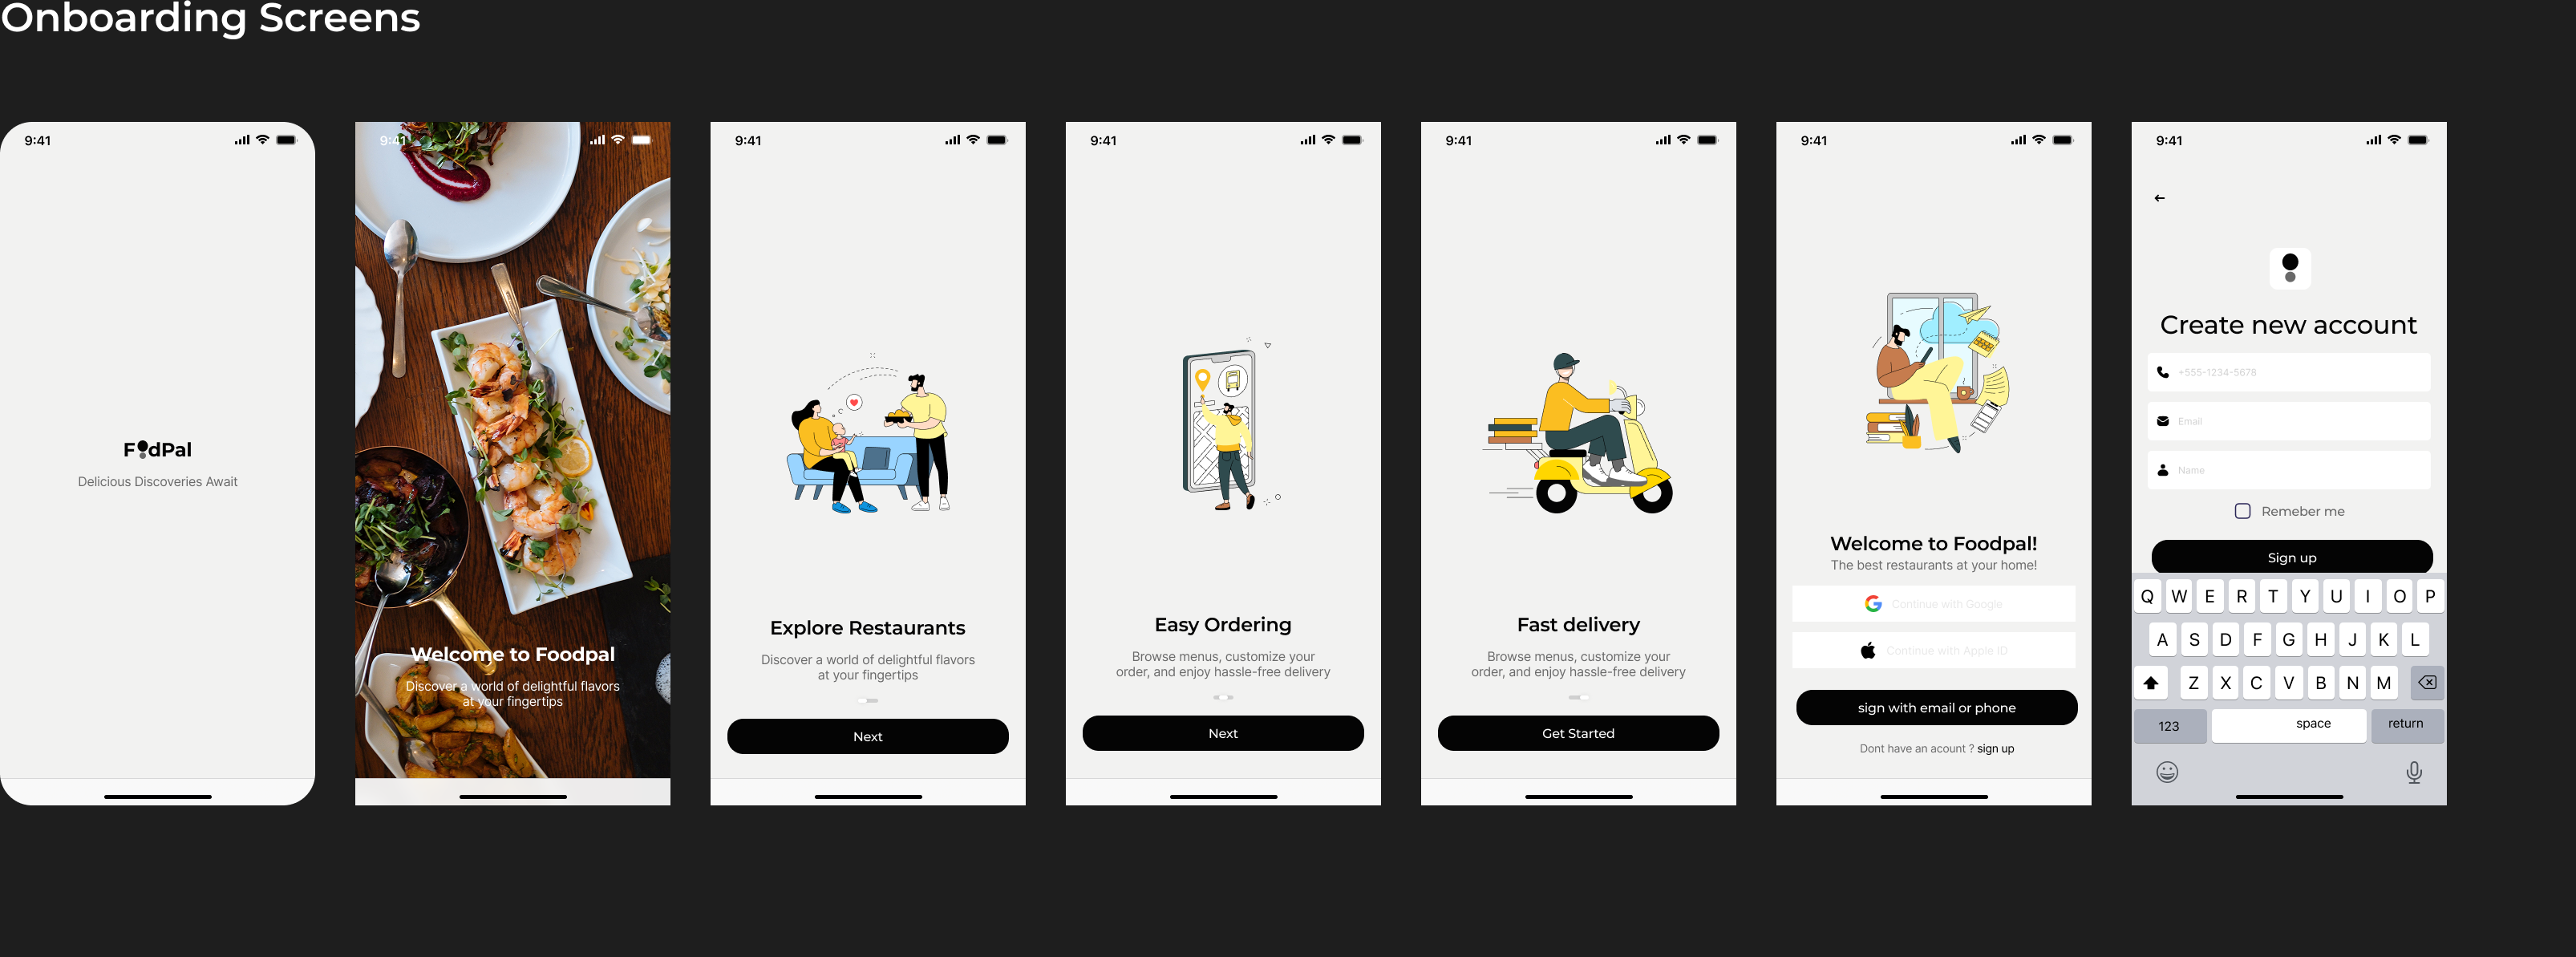 Onboarding Screens
9:41
FodPal
Delicious Discoveries Await
9:41
Welcome to Foodpal
Discover a world of delightful flavors
at your fingertips
9:41
Explore Restaurants
Discover a world of delightful flavors
at your fingertips
Next
9:41
Easy Ordering
Browse menus, customize your
order, and enjoy hassle-free delivery
Next
9:41
Fast delivery
Browse menus, customize your
order, and enjoy hassle-free delivery
Get Started
9:41
Welcome to Foodpal!
The best restaurants at your home!
Continue with Google
Continue with Apple ID
sign with email or phone
Dont have an acount ? sign up
9:41
Create new account
+555-1234-5678
Email
Name
Remeber me
Sign up
Q W E R T Y U I O P
A S D F G H J K L
Z X C V B N M
123 space return